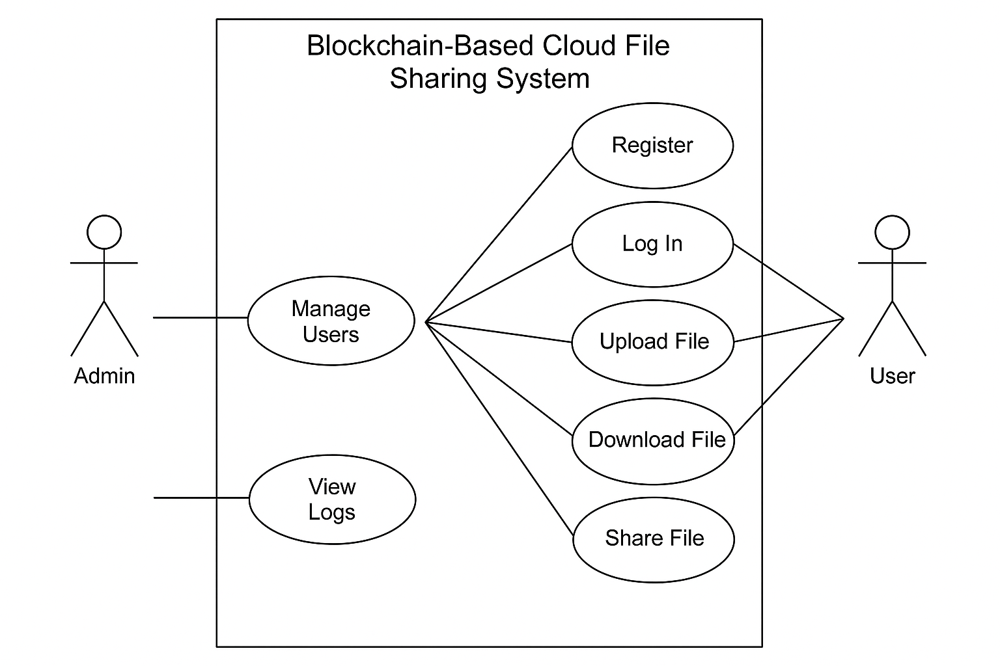 Blockchain-Based Cloud File
Sharing System
Register
Log In
Manage
Users
Upload File
Admin
User
Download File
View
Logs
Share File